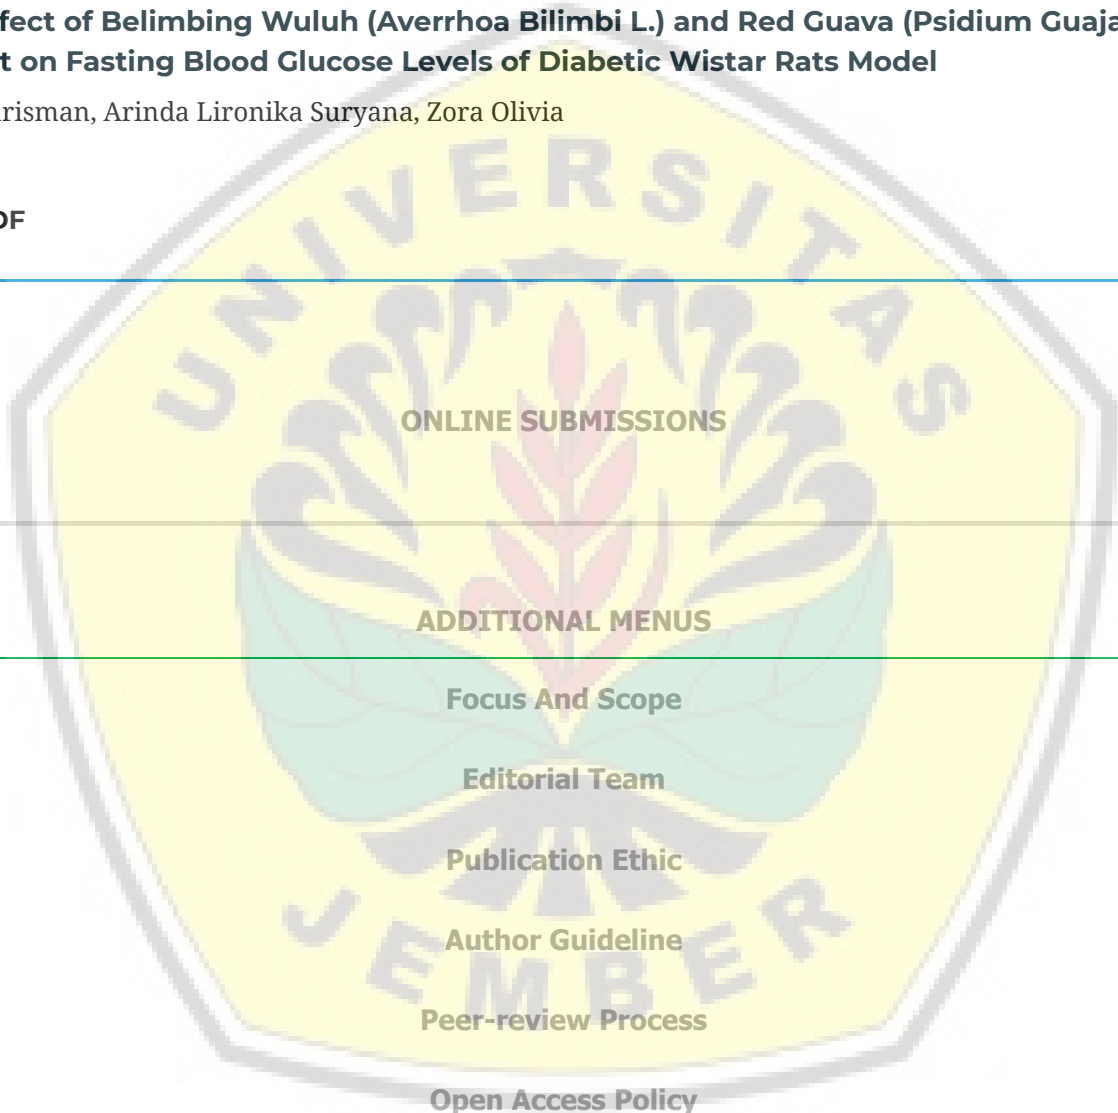 fect of Belimbing Wuluh (Averrhoa Bilimbi L.) and Red Guava (Psidium Guaja
t on Fasting Blood Glucose Levels of Diabetic Wistar Rats Model
risman, Arinda Lironika Suryana, Zora Olivia
DF
UNIVERSITAS
ONLINE SUBMISSIONS
ADDITIONAL MENUS
Focus And Scope
Editorial Team
Publication Ethic
Author Guideline
Peer-review Process
Open Access Policy
JEMBER